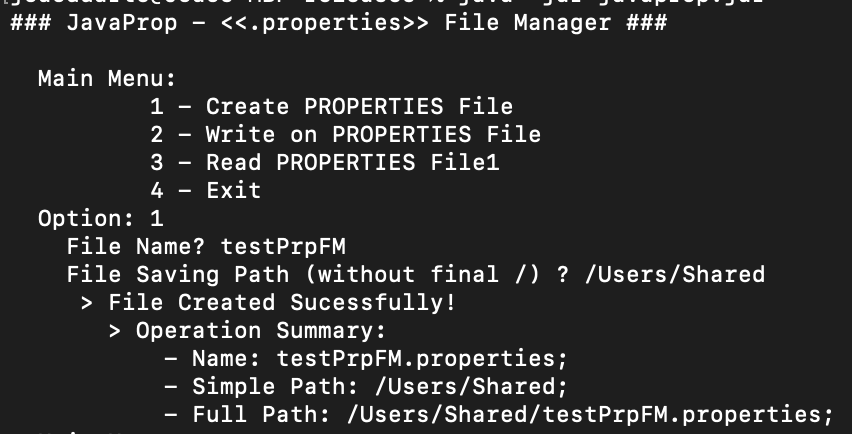 ### JavaProp - <<.properties>> File Manager ###
Main Menu:
1 - Create PROPERTIES File
2 - Write on PROPERTIES File
3 - Read PROPERTIES File1
4 - Exit
Option: 1
File Name? testPrpFM
File Saving Path (without final /) ? /Users/Shared
> File Created Sucessfully!
> Operation Summary:
- Name: testPrpFM.properties;
- Simple Path: /Users/Shared;
- Full Path: /Users/Shared/testPrpFM.properties;